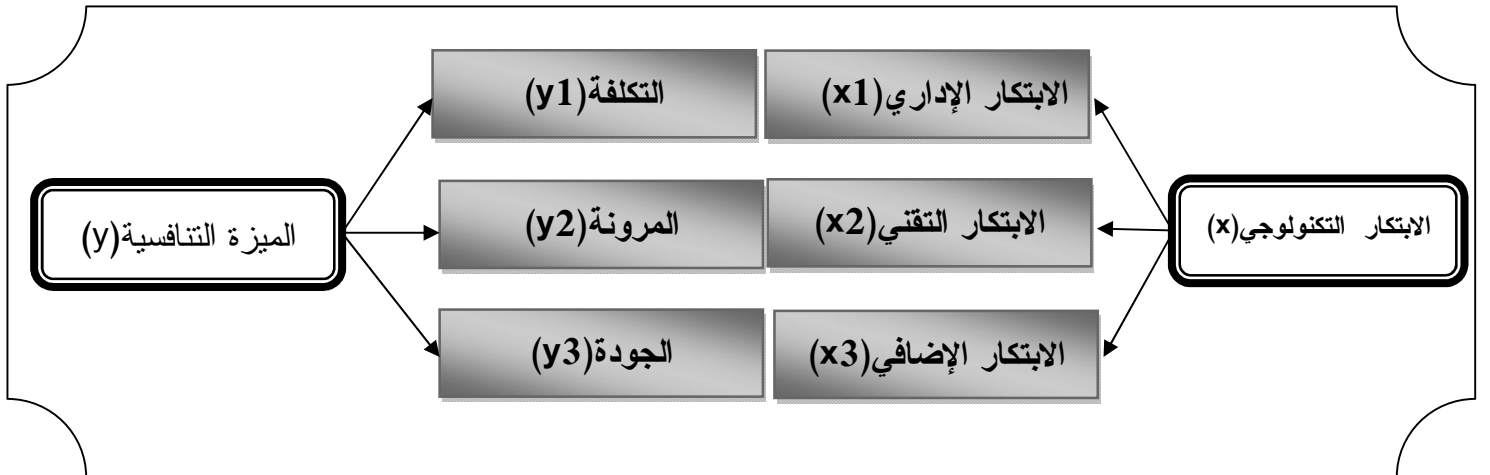 الابتكار الإداري(x1)
التكلفة(y1)
الابتكار التكنولوجي(x)
الابتكار التقني(x2)
المرونة(y2)
الميزة التنافسية(y)
الابتكار الإضافي(x3)
الجودة(y3)